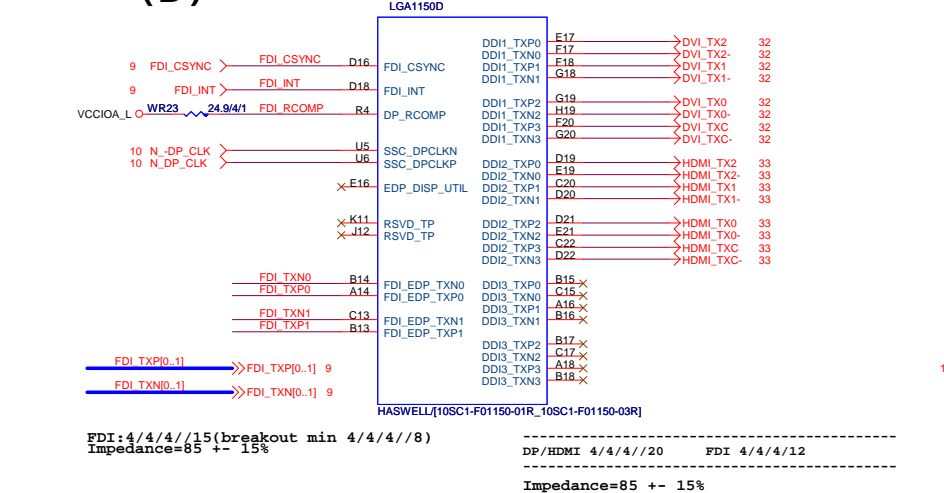 LGA1150D
9 FDI_CSYNC FDI_CSYNC D16 FDI_CSYNC
9 FDI_INT FDI_INT D18 FDI_INT
VCCIOA_L WR23 24.9/4/1 FDI_RCOMP R4 DP_RCOMP
10 N_-DP_CLK U5 SSC_DPCLKN
10 N_DP_CLK U6 SSC_DPCLKP
E16 EDP_DISP_UTIL
K11 RSVD_TP
J12 RSVD_TP
FDI_TXN0 B14 FDI_EDP_TXN0
FDI_TXP0 A14 FDI_EDP_TXP0
FDI_TXN1 C13 FDI_EDP_TXN1
FDI_TXP1 B13 FDI_EDP_TXP1
DDI1_TXP0 E17 DVI_TX2 32
DDI1_TXN0 F17 DVI_TX2- 32
DDI1_TXP1 F18 DVI_TX1 32
DDI1_TXN1 G18 DVI_TX1- 32
DDI1_TXP2 G19 DVI_TX0 32
DDI1_TXN2 H19 DVI_TX0- 32
DDI1_TXP3 F20 DVI_TXC 32
DDI1_TXN3 G20 DVI_TXC- 32
DDI2_TXP0 D19 HDMI_TX2 33
DDI2_TXN0 E19 HDMI_TX2- 33
DDI2_TXP1 C20 HDMI_TX1 33
DDI2_TXN1 D20 HDMI_TX1- 33
DDI2_TXP2 D21 HDMI_TX0 33
DDI2_TXN2 E21 HDMI_TX0- 33
DDI2_TXP3 C22 HDMI_TXC 33
DDI2_TXN3 D22 HDMI_TXC- 33
DDI3_TXP0 B15
DDI3_TXN0 C15
DDI3_TXP1 A16
DDI3_TXN1 B16
DDI3_TXP2 B17
DDI3_TXN2 C17
DDI3_TXP3 A18
DDI3_TXN3 B18
FDI_TXP[0..1] FDI_TXP[0..1] 9
FDI_TXN[0..1] FDI_TXN[0..1] 9
1
HASWELL/[10SC1-F01150-01R_10SC1-F01150-03R]
FDI:4/4/4//15(breakout min 4/4/4//8)
Impedance=85 +- 15%
DP/HDMI 4/4/4//20 FDI 4/4/4/12
Impedance=85 +- 15%